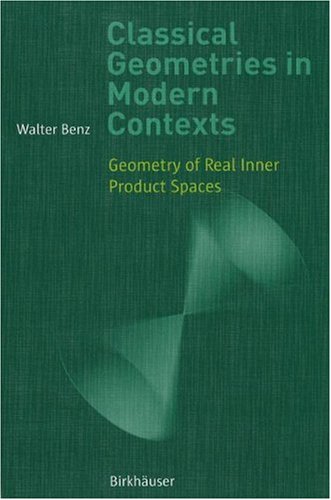 Classical
Geometries in
Modern
Contexts
Walter Benz
Geometry of Real Inner
Product Spaces
Birkhäuser